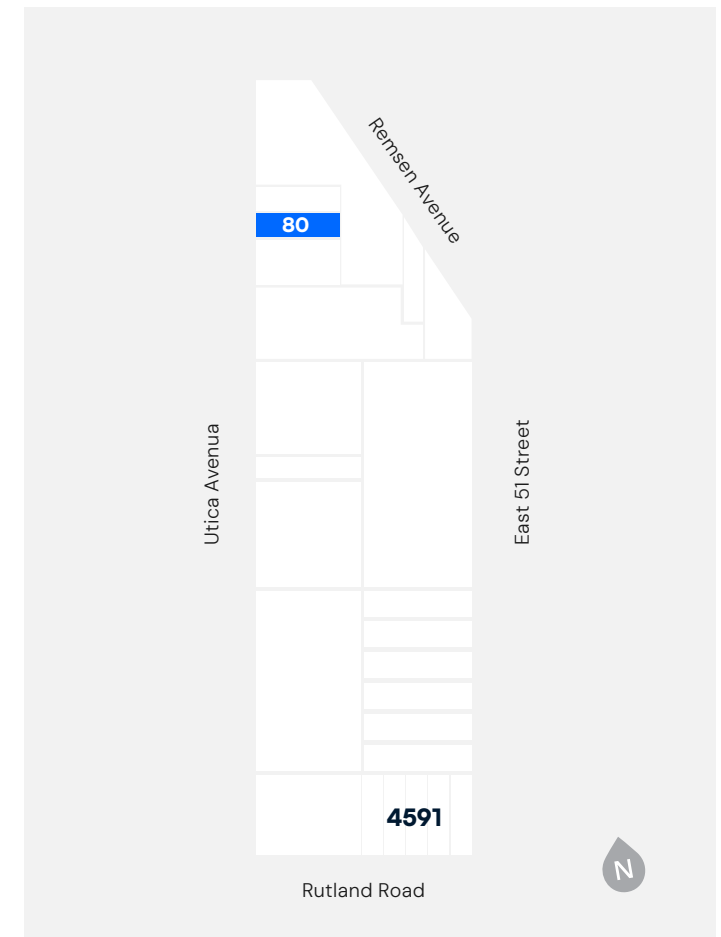 Remsen Avenue
80
Utica Avenua
East 51 Street
4591
N
Rutland Road